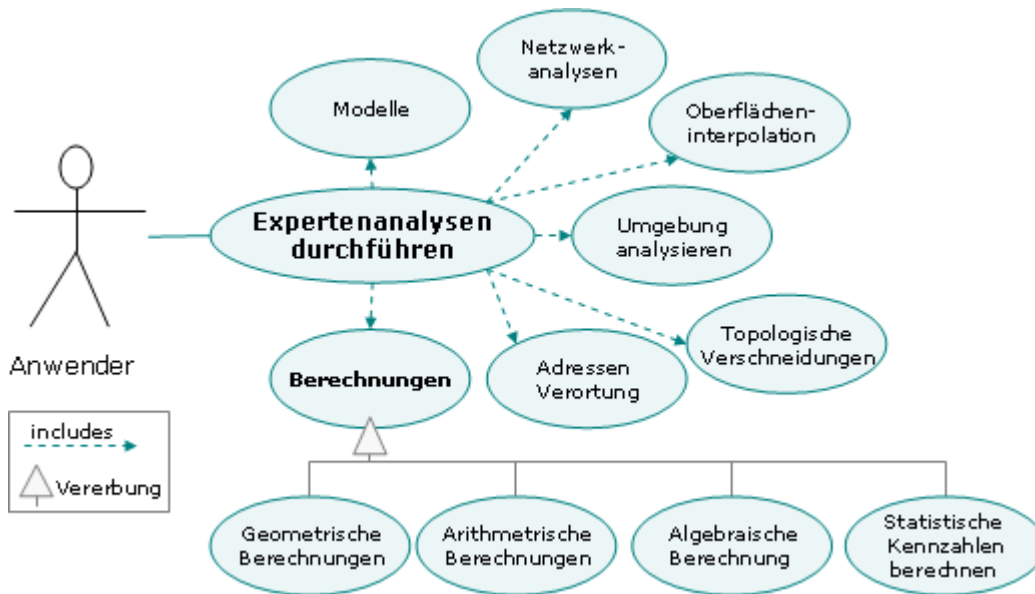 Netzwerk-
analysen
Modelle
Oberflächen-
interpolation
Expertenanalysen
durchführen
Umgebung
analysieren
Topologische
Verschneidungen
Anwender
Berechnungen
Adressen
Verortung
includes
Vererbung
Geometrische
Berechnungen
Arithmetrische
Berechnungen
Algebraische
Berechnung
Statistische
Kennzahlen
berechnen